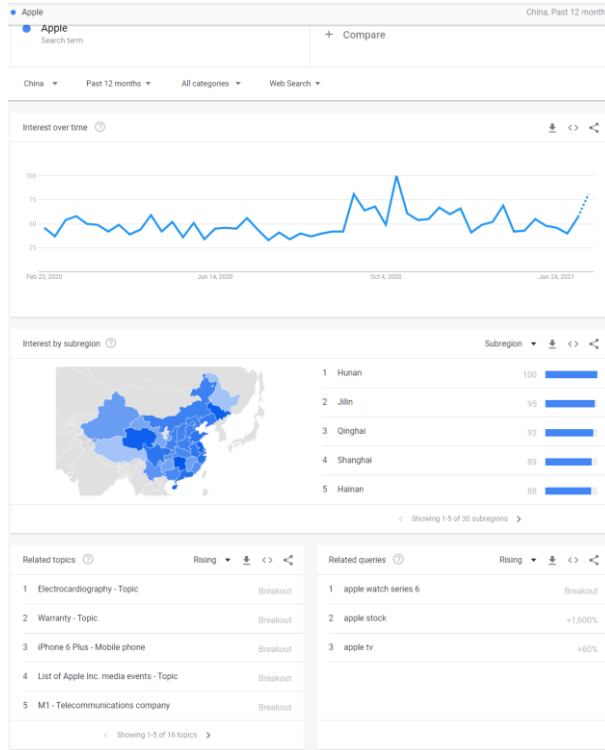 Apple
China, Past 12 month
Apple
Search term
+ Compare
China
Past 12 months
All categories
Web Search
Interest over time
100
75
50
25
Feb 23, 2020
Jun 14, 2020
Oct 4, 2020
Jan 24, 2021
Interest by subregion
Subregion
1 Hunan 100
2 Jilin 95
3 Qinghai 92
4 Shanghai 89
5 Hainan 88
Showing 1-5 of 30 subregions
Related topics
Rising
1 Electrocardiography - Topic Breakout
2 Warranty - Topic Breakout
3 iPhone 6 Plus - Mobile phone Breakout
4 List of Apple Inc. media events - Topic Breakout
5 M1 - Telecommunications company Breakout
Showing 1-5 of 16 topics
Related queries
Rising
1 apple watch series 6 Breakout
2 apple stock +1,600%
3 apple tv +60%